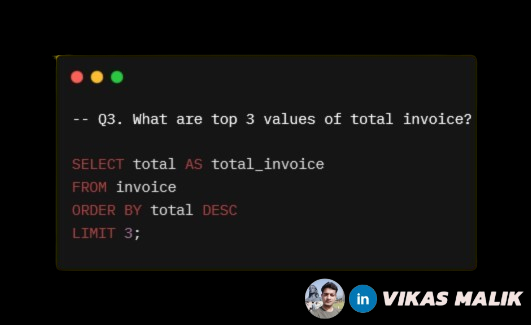 -- Q3. What are top 3 values of total invoice?
SELECT total AS total_invoice
FROM invoice
ORDER BY total DESC
LIMIT 3;
in VIKAS MALIK